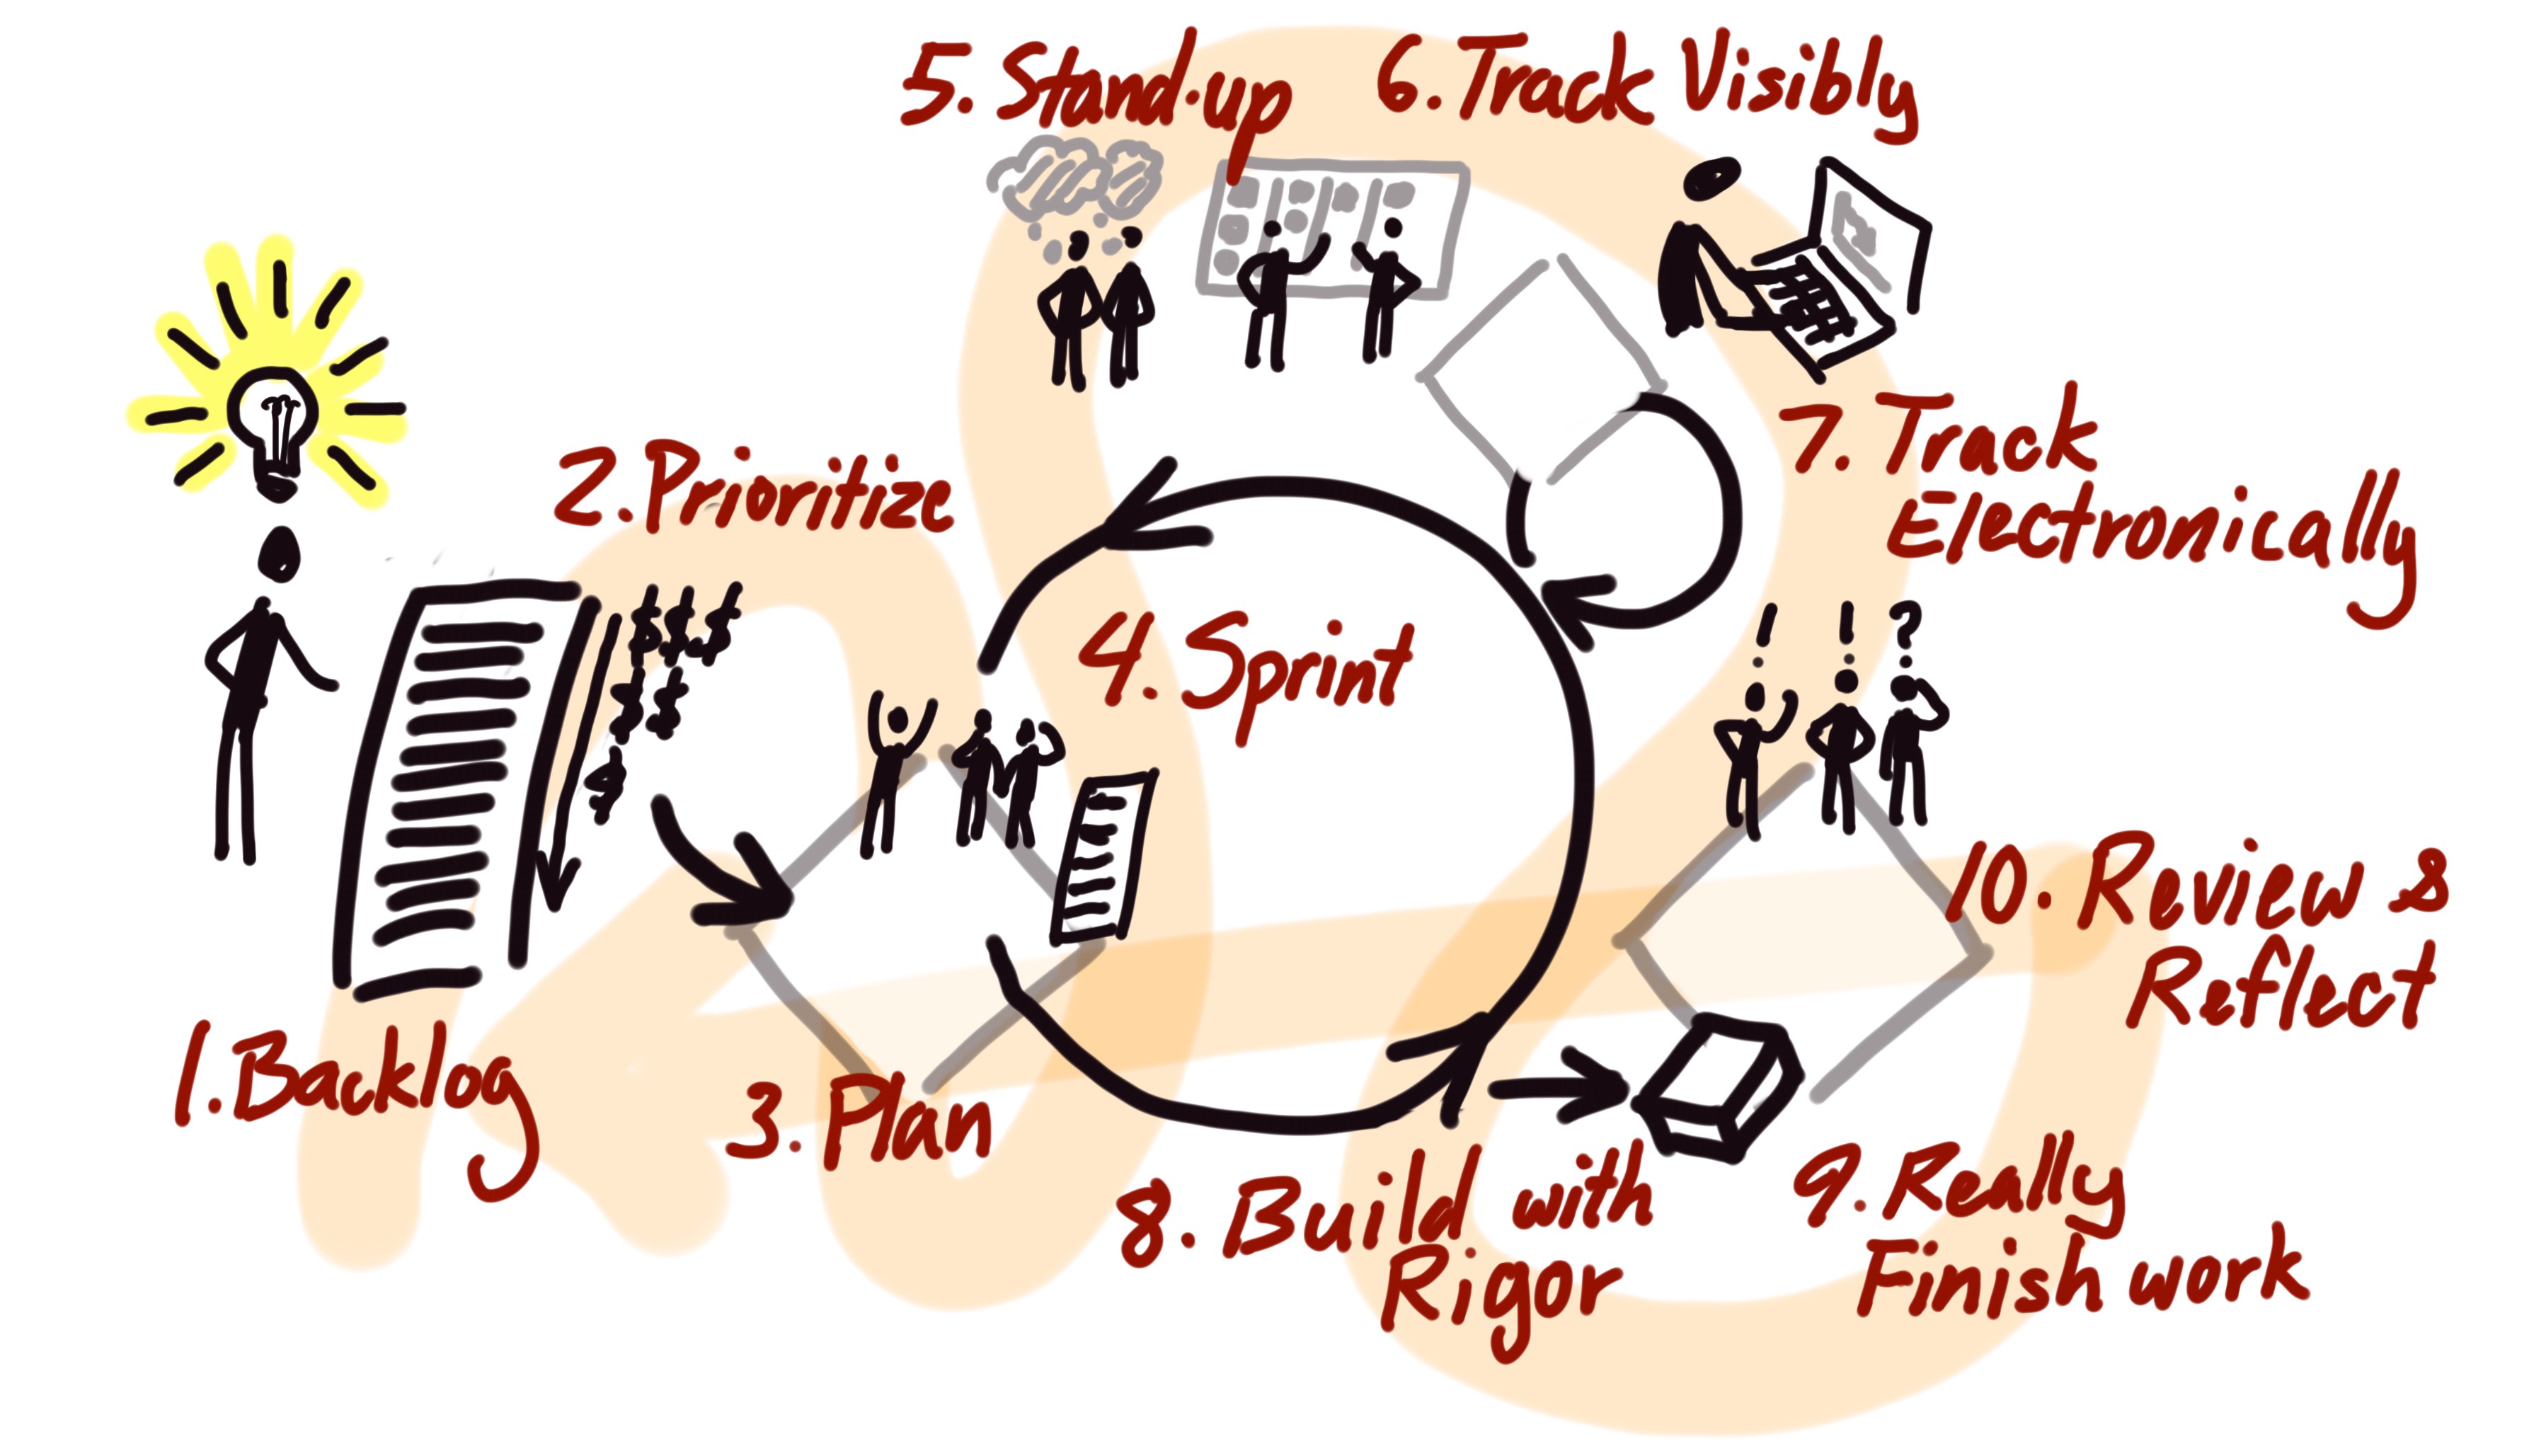 1. Backlog
2. Prioritize
$$$
$$
$
3. Plan
4. Sprint
5. Stand-up
6. Track Visibly
7. Track
Electronically
8. Build with
Rigor
9. Really
Finish work
! ! ?
10. Review &
Reflect